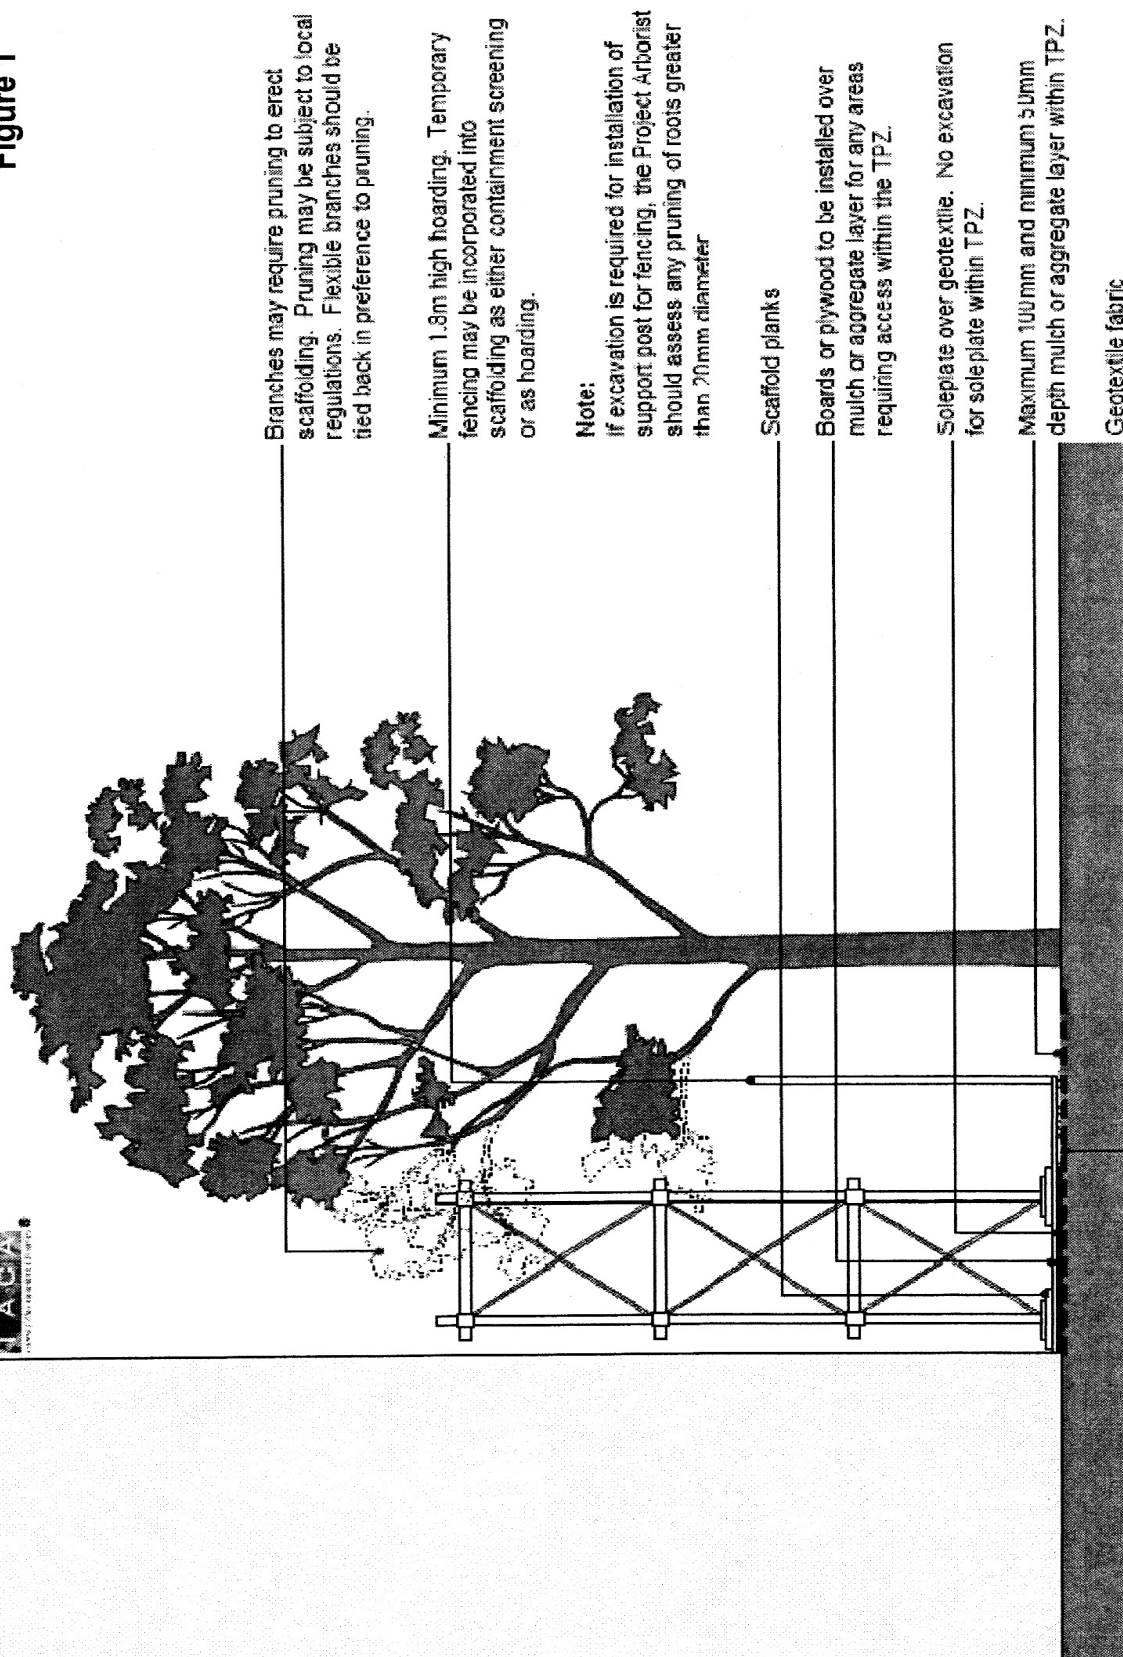 Figure 1
Branches may require pruning to erect
scaffolding. Pruning may be subject to local
regulations. Flexible branches should be
tied back in preference to pruning.
Minimum 1.8m high hoarding. Temporary
fencing may be incorporated into
scaffolding as either containment screening
or as hoarding.
Note:
If excavation is required for installation of
support post for fencing, the Project Arborist
should assess any pruning of roots greater
than 20mm diameter
Scaffold planks
Boards or plywood to be installed over
mulch or aggregate layer for any areas
requiring access within the TPZ.
Soleplate over geotextile. No excavation
for soleplate within TPZ.
Maximum 100mm and minimum 50mm
depth mulch or aggregate layer within TPZ.
Geotextile fabric
IACA